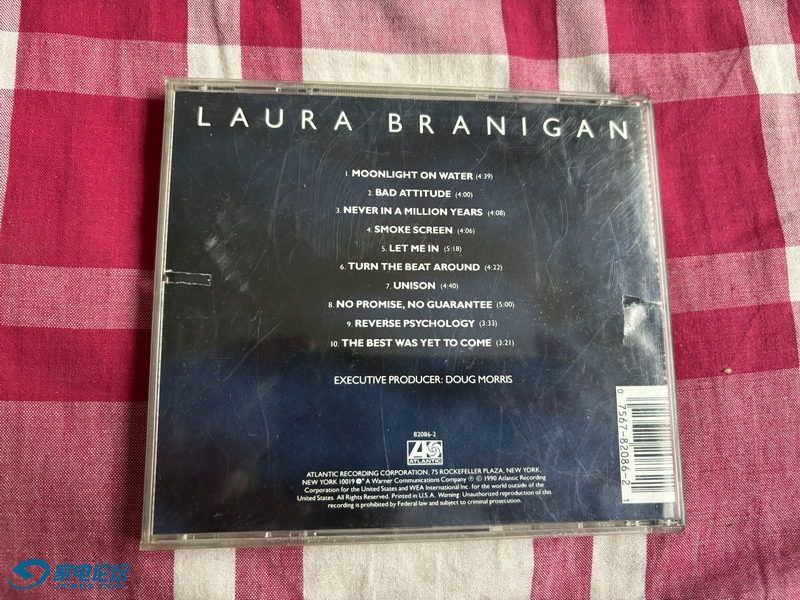 LAURA BRANIGAN
1. MOONLIGHT ON WATER (4:39)
2. BAD ATTITUDE (4:00)
3. NEVER IN A MILLION YEARS (4:08)
4. SMOKE SCREEN (4:06)
5. LET ME IN (5:18)
6. TURN THE BEAT AROUND (4:22)
7. UNISON (4:40)
8. NO PROMISE, NO GUARANTEE (5:00)
9. REVERSE PSYCHOLOGY (3:33)
10. THE BEST WAS YET TO COME (3:21)
EXECUTIVE PRODUCER: DOUG MORRIS
82086-2
ATLANTIC
ATLANTIC RECORDING CORPORATION, 75 ROCKEFELLER PLAZA, NEW YORK,
NEW YORK 10019 A Warner Communications Company ℗ © 1990 Atlantic Recording
Corporation for the United States and WEA International Inc. for the world outside of the
United States. All Rights Reserved. Printed in U.S.A. Warning: Unauthorized reproduction of this
recording is prohibited by Federal law and subject to criminal prosecution.
0 7567-82086-2 1
家电论坛